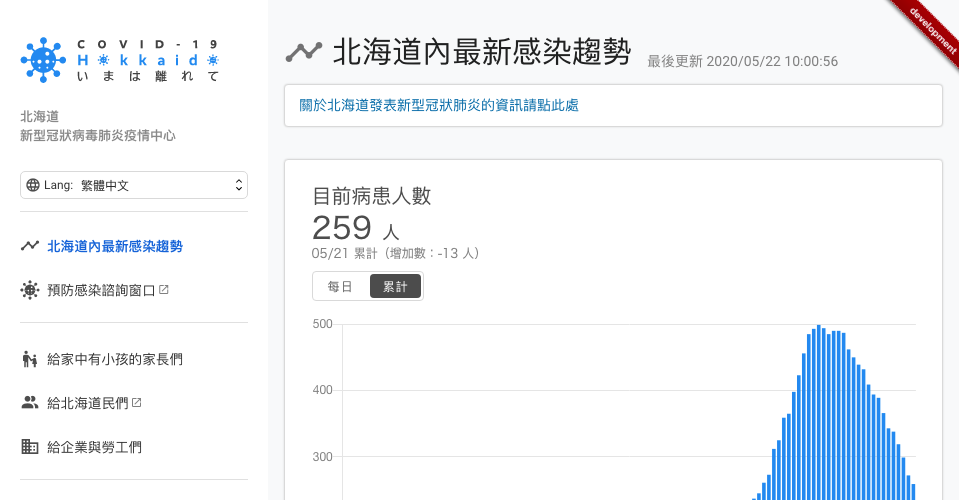 COVID-19
Hokkaido
いまは離れて
北海道
新型冠狀病毒肺炎疫情中心
Lang: 繁體中文
北海道內最新感染趨勢
預防感染諮詢窗口
給家中有小孩的家長們
給北海道民們
給企業與勞工們
development
北海道內最新感染趨勢 最後更新 2020/05/22 10:00:56
關於北海道發表新型冠狀肺炎的資訊請點此處
目前病患人數
259 人
05/21 累計（增加數：-13 人）
每日 累計
500
400
300